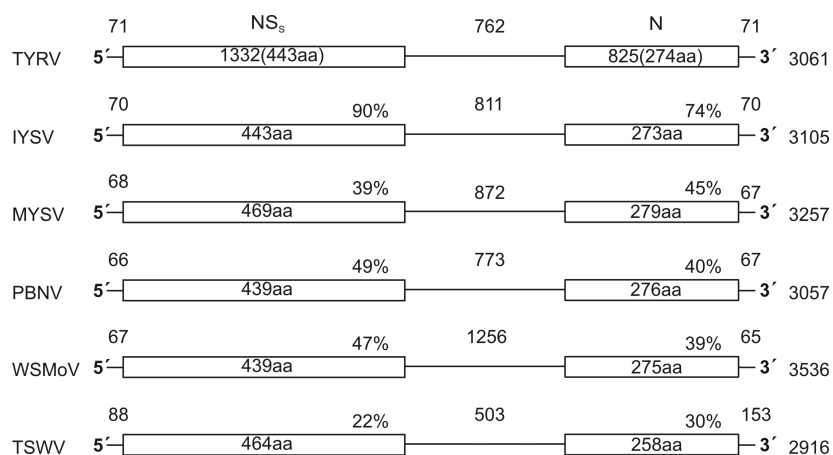 71 NSs 762 N 71
TYRV 5´ 1332(443aa) 825(274aa) 3´ 3061
70 90% 811 74% 70
IYSV 5´ 443aa 273aa 3´ 3105
68 39% 872 45% 67
MYSV 5´ 469aa 279aa 3´ 3257
66 49% 773 40% 67
PBNV 5´ 439aa 276aa 3´ 3057
67 47% 1256 39% 65
WSMoV 5´ 439aa 275aa 3´ 3536
88 22% 503 30% 153
TSWV 5´ 464aa 258aa 3´ 2916